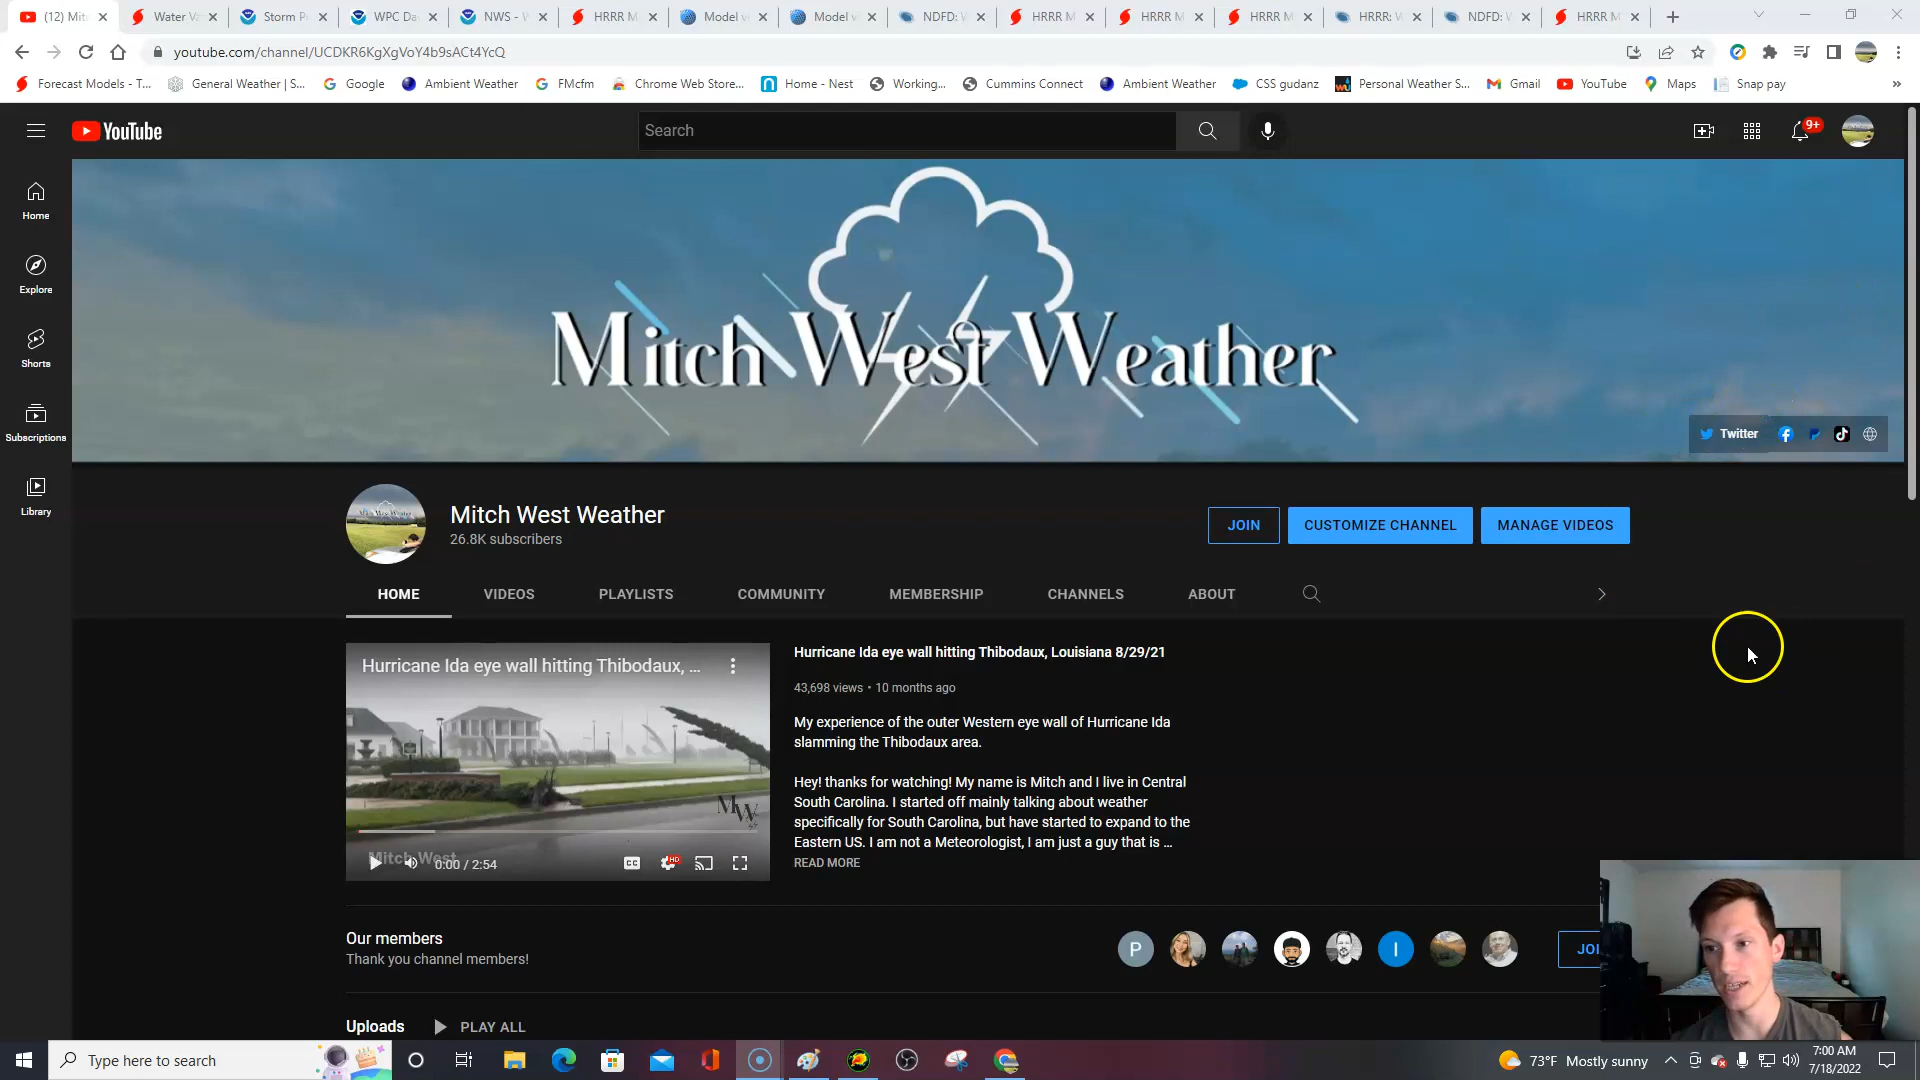 (12) Mit
Water Va
Storm P
WPC Da
NWS -
HRRR M
Model v
Model v
NDFD:
HRRR M
HRRR M
HRRR M
HRRR:
NDFD:
HRRR M
youtube.com/channel/UCDKR6KgXgVoY4b9sACt4YcQ
Forecast Models - T...
General Weather | S...
Google
Ambient Weather
FMcfm
Chrome Web Store...
Home - Nest
Working...
Cummins Connect
Ambient Weather
CSS gudanz
Personal Weather S...
Gmail
YouTube
Maps
Snap pay
YouTube
Search
9+
Home
Explore
Shorts
Subscriptions
Library
Mitch West Weather
Twitter
Mitch West Weather
26.8K subscribers
JOIN
CUSTOMIZE CHANNEL
MANAGE VIDEOS
HOME
VIDEOS
PLAYLISTS
COMMUNITY
MEMBERSHIP
CHANNELS
ABOUT
Hurricane Ida eye wall hitting Thibodaux, ...
MW
Mitch West
0:00 / 2:54
CC
HD
Hurricane Ida eye wall hitting Thibodaux, Louisiana 8/29/21
43,698 views • 10 months ago
My experience of the outer Western eye wall of Hurricane Ida
slamming the Thibodaux area.
Hey! thanks for watching! My name is Mitch and I live in Central
South Carolina. I started off mainly talking about weather
specifically for South Carolina, but have started to expand to the
Eastern US. I am not a Meteorologist, I am just a guy that is ...
READ MORE
Our members
Thank you channel members!
P
I
JOI
Uploads
PLAY ALL
Type here to search
73°F Mostly sunny
7:00 AM
7/18/2022